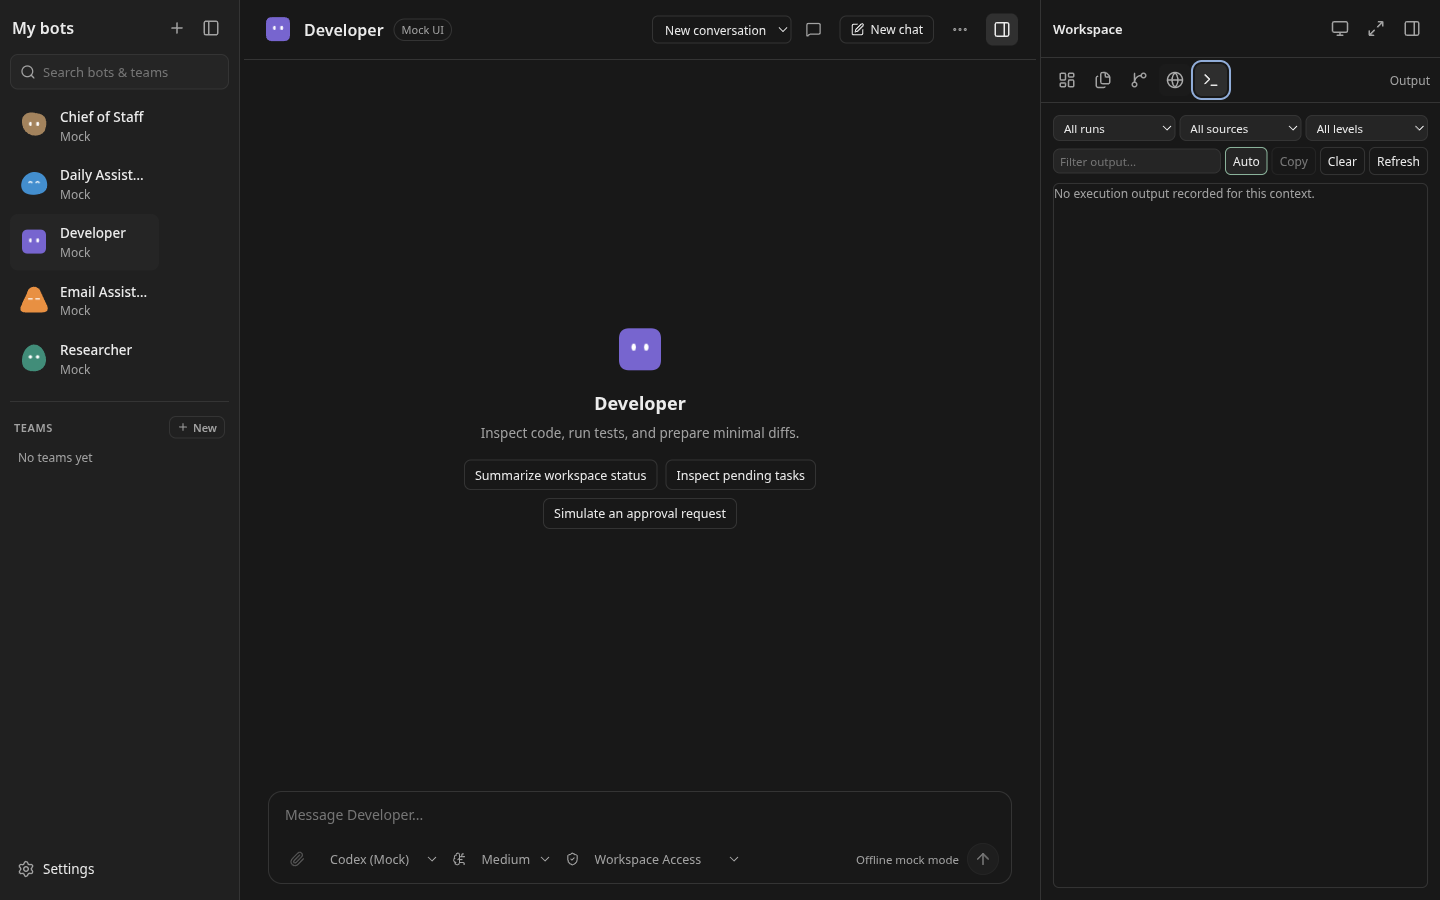 My bots
Search bots & teams
Chief of Staff
Mock
Daily Assist...
Mock
Developer
Mock
Email Assist...
Mock
Researcher
Mock
TEAMS
New
No teams yet
Settings
Developer
Mock UI
New conversation
New chat
Developer
Inspect code, run tests, and prepare minimal diffs.
Summarize workspace status
Inspect pending tasks
Simulate an approval request
Message Developer...
Codex (Mock)
Medium
Workspace Access
Offline mock mode
Workspace
Output
All runs
All sources
All levels
Filter output...
Auto
Copy
Clear
Refresh
No execution output recorded for this context.